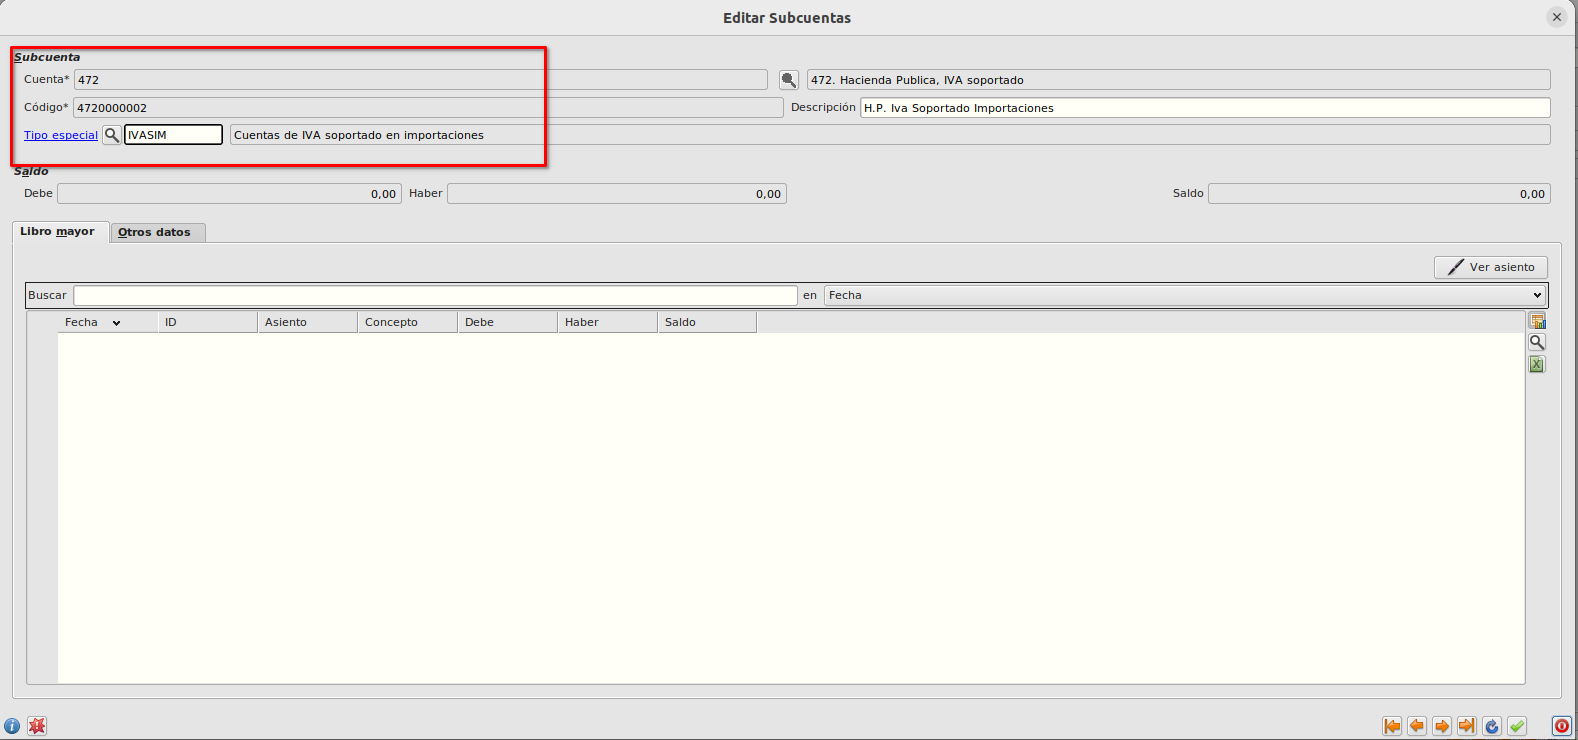 Editar Subcuentas
Subcuenta
Cuenta* 472 472. Hacienda Publica, IVA soportado
Código* 4720000002 Descripción H.P. Iva Soportado Importaciones
Tipo especial IVASIM Cuentas de IVA soportado en importaciones
Saldo
Debe 0,00 Haber 0,00 Saldo 0,00
Libro mayor Otros datos
Ver asiento
Buscar en Fecha
Fecha ID Asiento Concepto Debe Haber Saldo